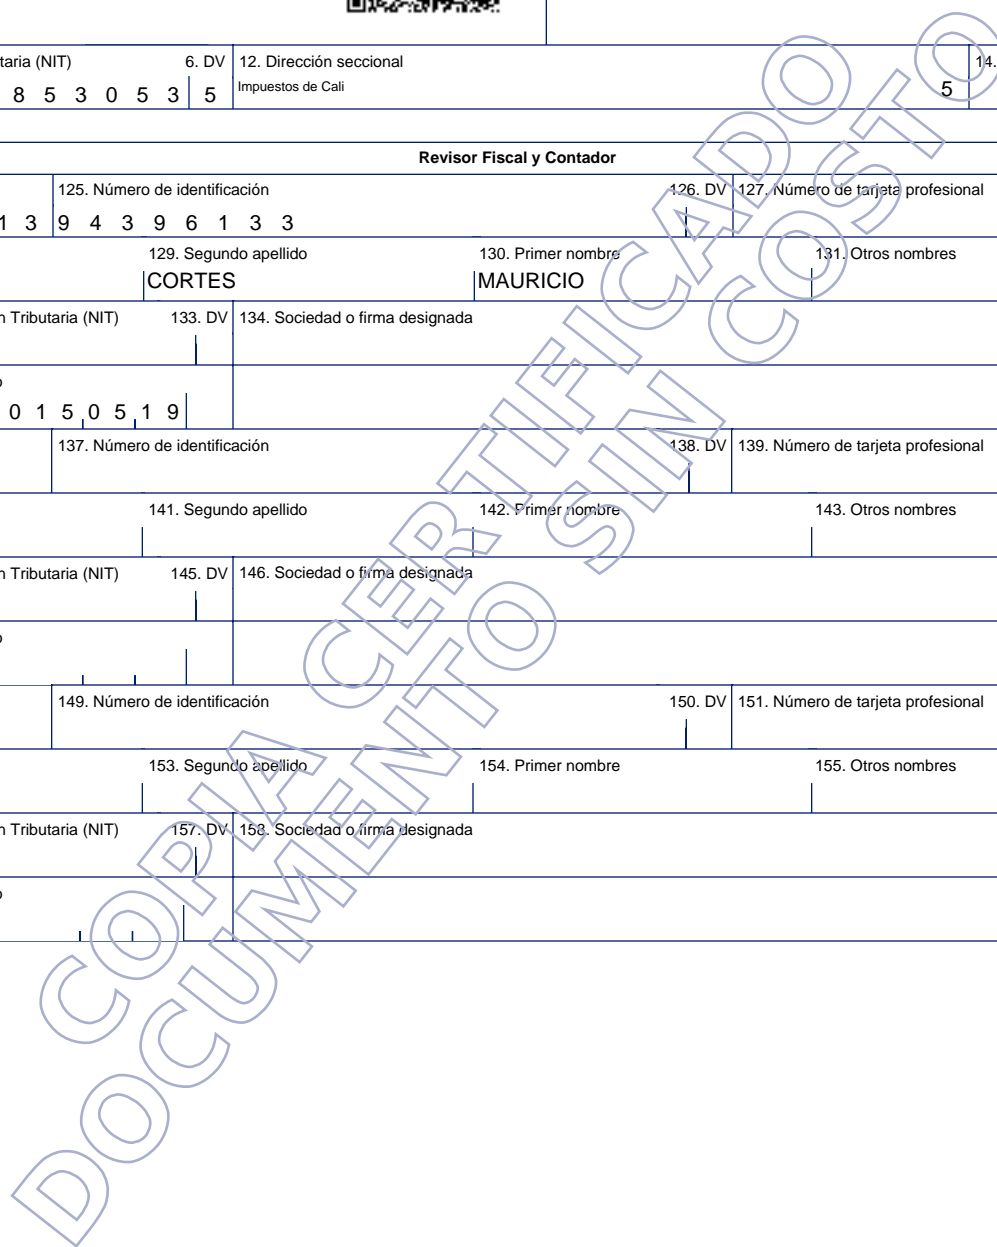 taria (NIT) 6. DV 12. Dirección seccional 14.
8 5 3 0 5 3 5 Impuestos de Cali 5
Revisor Fiscal y Contador
125. Número de identificación 126. DV 127. Número de tarjeta profesional
1 3 9 4 3 9 6 1 3 3
129. Segundo apellido 130. Primer nombre 131. Otros nombres
CORTES MAURICIO
n Tributaria (NIT) 133. DV 134. Sociedad o firma designada
o
0 1 5 0 5 1 9
137. Número de identificación 138. DV 139. Número de tarjeta profesional
141. Segundo apellido 142. Primer nombre 143. Otros nombres
n Tributaria (NIT) 145. DV 146. Sociedad o firma designada
o
149. Número de identificación 150. DV 151. Número de tarjeta profesional
153. Segundo apellido 154. Primer nombre 155. Otros nombres
n Tributaria (NIT) 157. DV 158. Sociedad o firma designada
o
COPIA CERTIFICADO
DOCUMENTO SIN COSTO